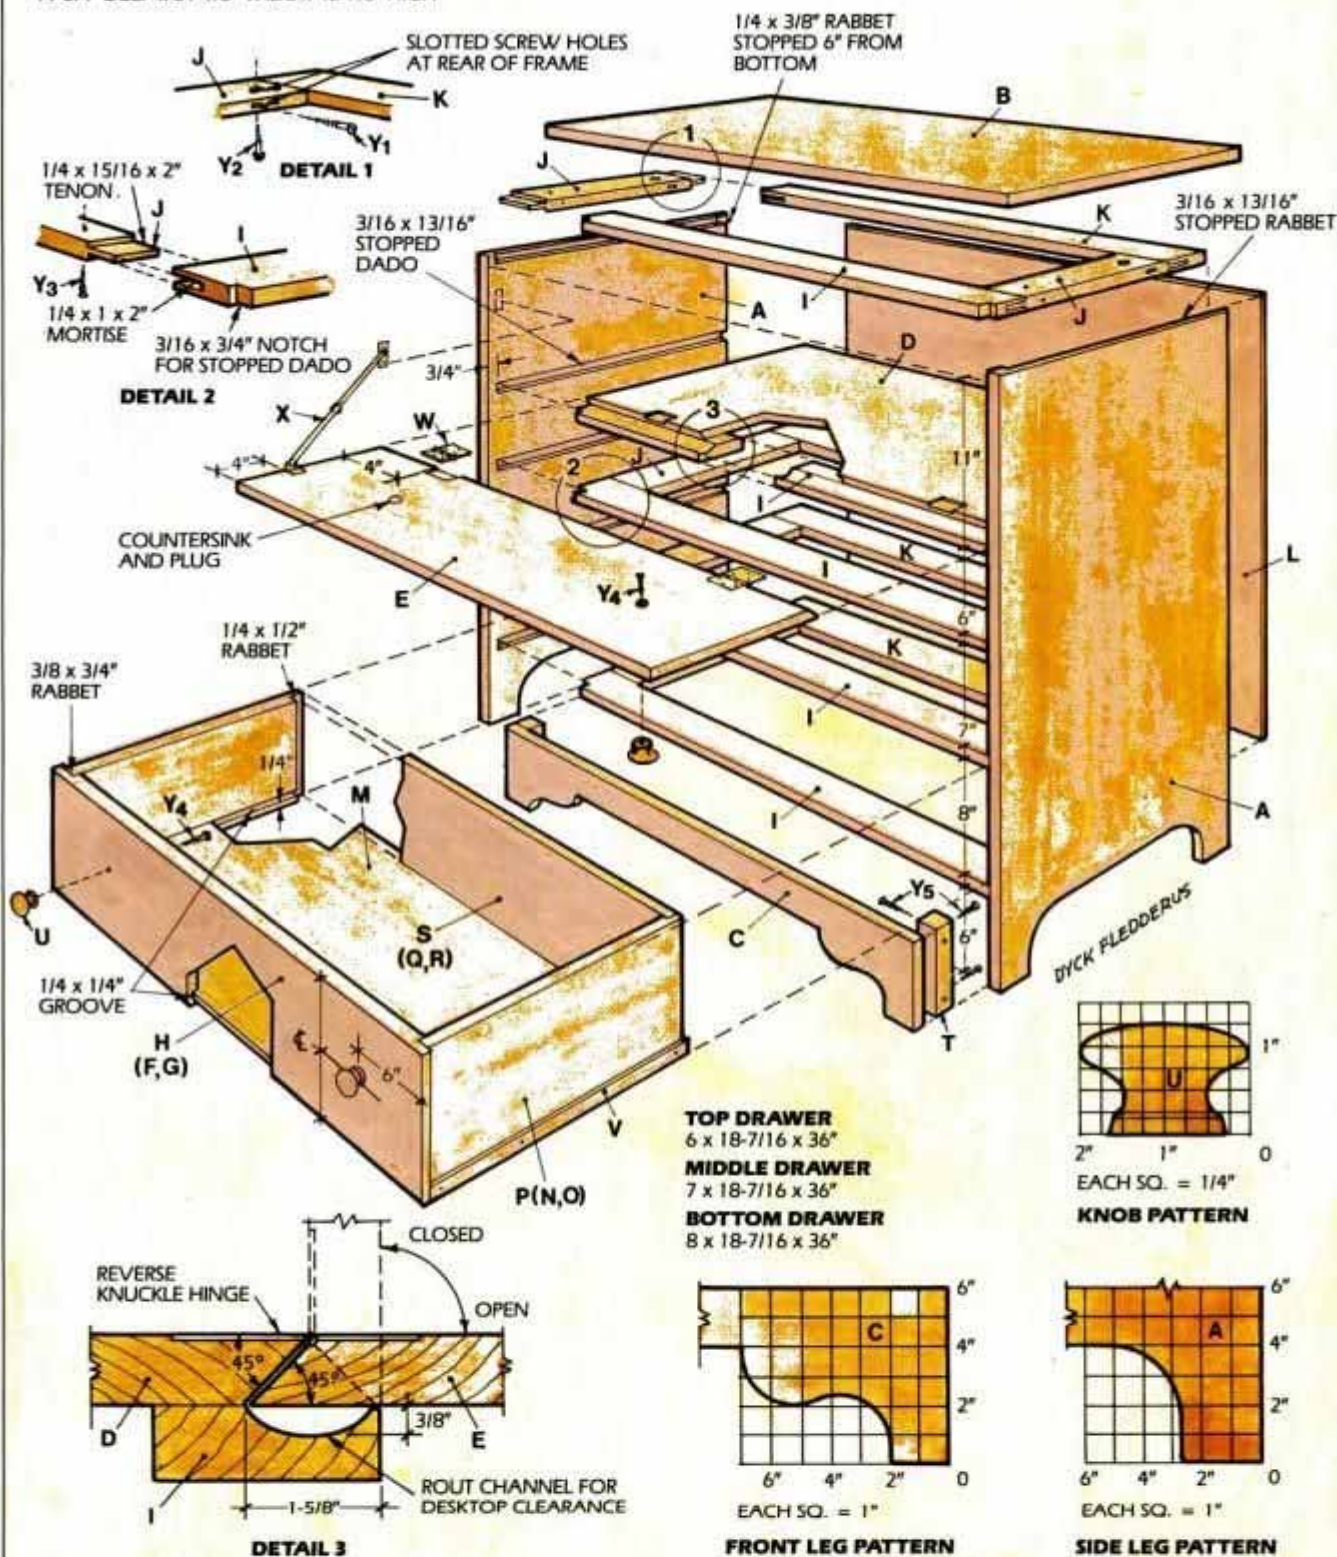 SLOTTED SCREW HOLES
AT REAR OF FRAME
J
K
Y2
Y1
DETAIL 1
1/4 x 3/8" RABBET
STOPPED 6" FROM
BOTTOM
B
1
J
1/4 x 15/16 x 2"
TENON
J
I
Y3
1/4 x 1 x 2"
MORTISE
3/16 x 3/4" NOTCH
FOR STOPPED DADO
DETAIL 2
3/16 x 13/16"
STOPPED
DADO
K
3/16 x 13/16"
STOPPED RABBET
I
J
A
D
3/4"
X
W
3
11"
4"
4"
2
J
I
COUNTERSINK
AND PLUG
K
I
L
E
Y4
6"
K
I
7"
1/4 x 1/2"
RABBET
3/8 x 3/4"
RABBET
1/4"
M
Y4
I
8"
A
U
S
(Q,R)
C
Y5
6"
T
DYCK FLEDDERUS
1/4 x 1/4"
GROOVE
H
(F,G)
6"
V
P(N,O)
TOP DRAWER
6 x 18-7/16 x 36"
MIDDLE DRAWER
7 x 18-7/16 x 36"
BOTTOM DRAWER
8 x 18-7/16 x 36"
U
1"
2" 1" 0
EACH SQ. = 1/4"
KNOB PATTERN
CLOSED
REVERSE
KNUCKLE HINGE
OPEN
45°
45°
3/8"
D
E
I
1-5/8"
ROUT CHANNEL FOR
DESKTOP CLEARANCE
DETAIL 3
C
6"
4"
2"
6" 4" 2" 0
EACH SQ. = 1"
FRONT LEG PATTERN
A
6"
4"
2"
6" 4" 2" 0
EACH SQ. = 1"
SIDE LEG PATTERN